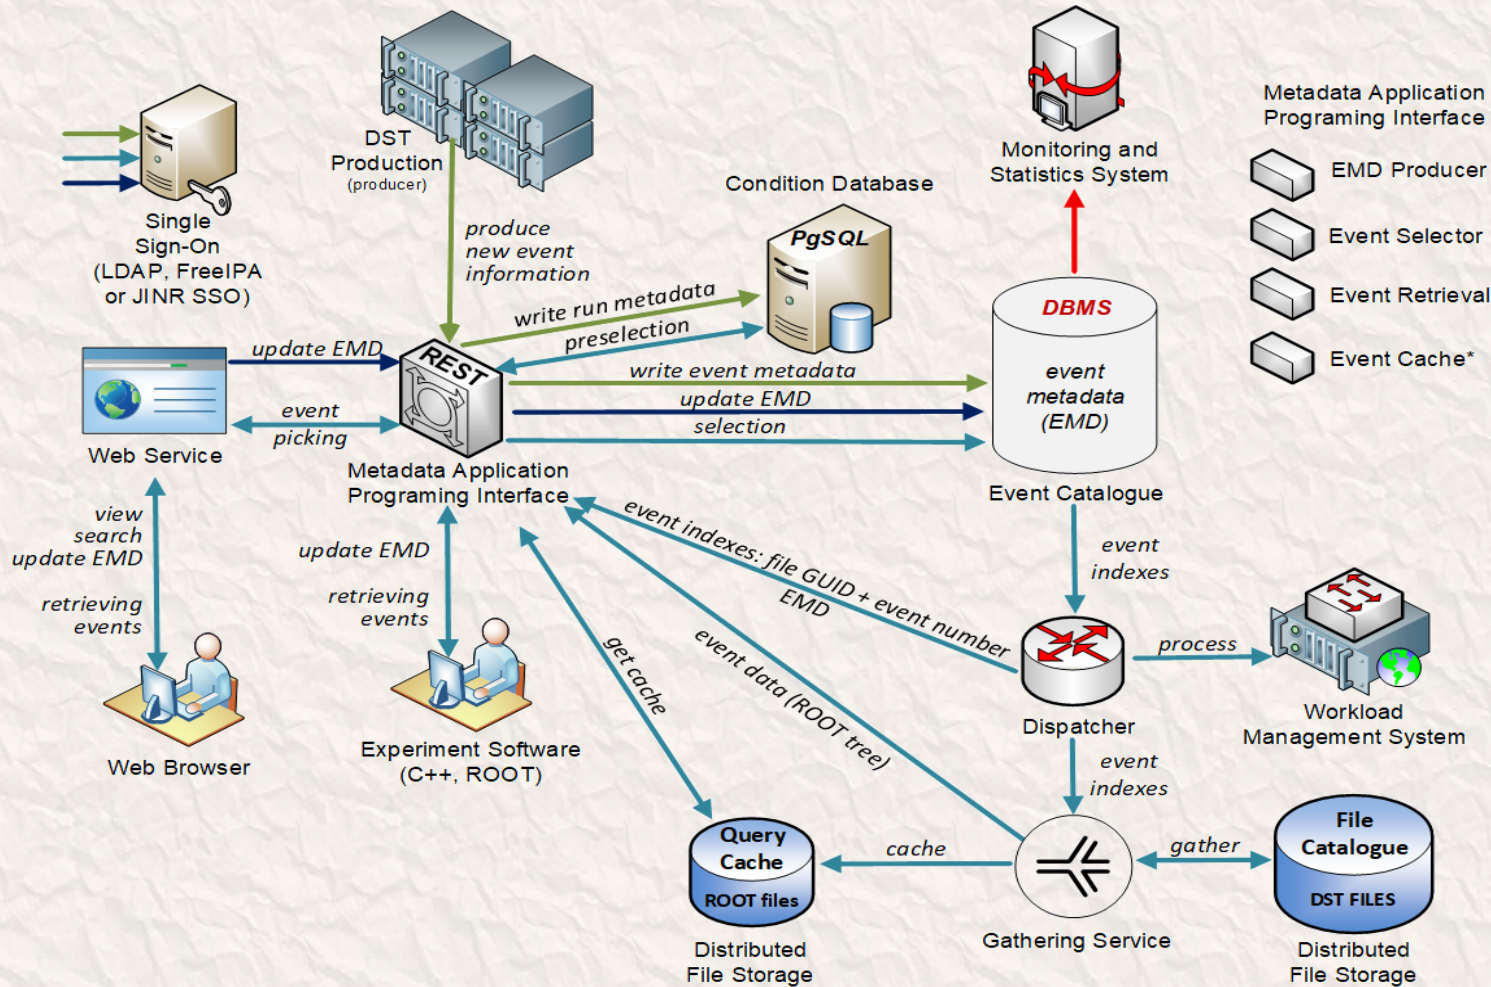 DST
Production
(producer)
Single
Sign-On
(LDAP, FreeIPA
or JINR SSO)
produce
new event
information
Condition Database
PgSQL
Monitoring and
Statistics System
Metadata Application
Programing Interface
EMD Producer
Event Selector
Event Retrieval
Event Cache*
write run metadata
preselection
update EMD
REST
write event metadata
update EMD
selection
DBMS
event
metadata
(EMD)
Event Catalogue
event
picking
Web Service
Metadata Application
Programing Interface
view
search
update EMD
retrieving
events
update EMD
retrieving
events
event indexes: file GUID + event number
EMD
event data (ROOT tree)
get cache
event
indexes
process
Dispatcher
Workload
Management System
Web Browser
Experiment Software
(C++, ROOT)
event
indexes
Query
Cache
ROOT files
cache
gather
File
Catalogue
DST FILES
Distributed
File Storage
Gathering Service
Distributed
File Storage